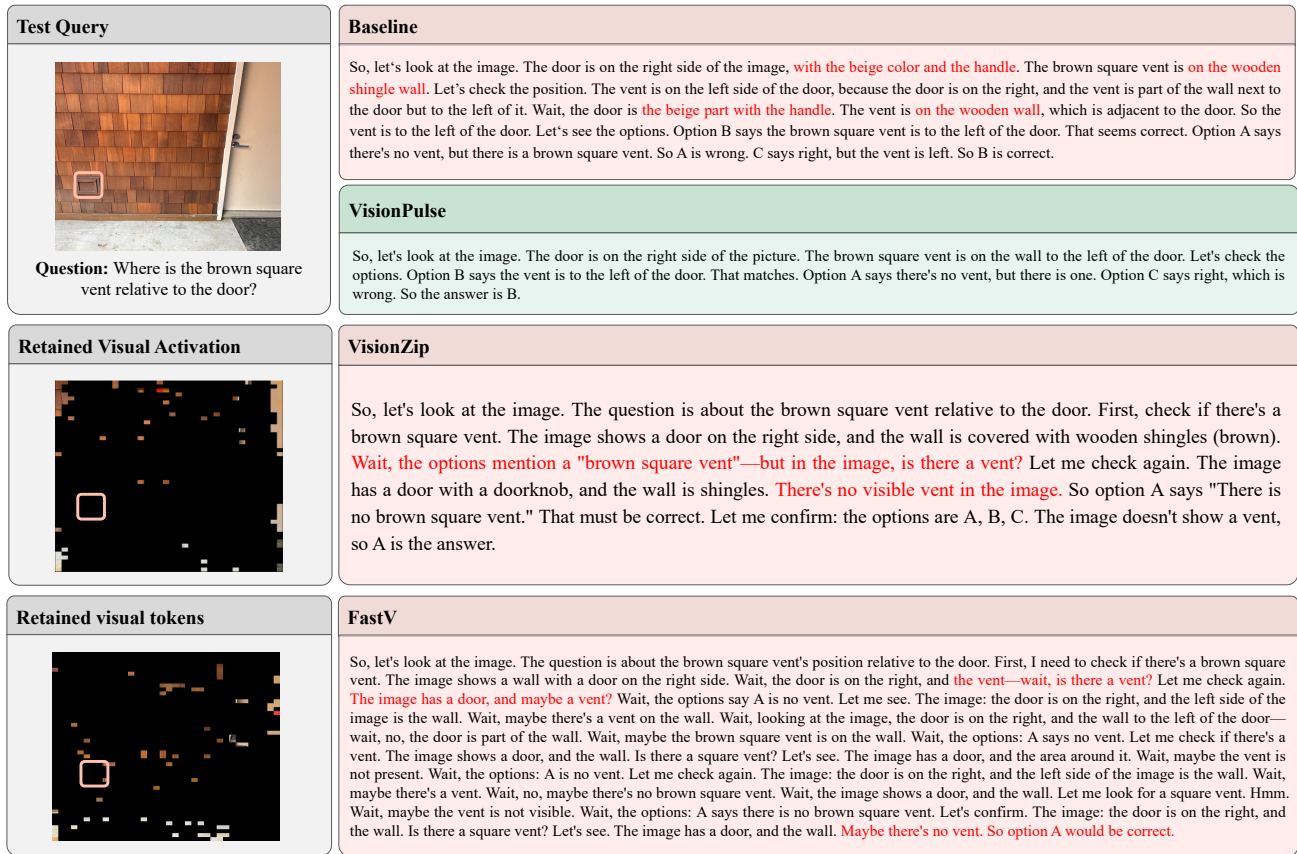 Test Query
Question: Where is the brown square
vent relative to the door?
Baseline
So, let‘s look at the image. The door is on the right side of the image, with the beige color and the handle. The brown square vent is on the wooden
shingle wall. Let’s check the position. The vent is on the left side of the door, because the door is on the right, and the vent is part of the wall next to
the door but to the left of it. Wait, the door is the beige part with the handle. The vent is on the wooden wall, which is adjacent to the door. So the
vent is to the left of the door. Let‘s see the options. Option B says the brown square vent is to the left of the door. That seems correct. Option A says
there's no vent, but there is a brown square vent. So A is wrong. C says right, but the vent is left. So B is correct.
VisionPulse
So, let's look at the image. The door is on the right side of the picture. The brown square vent is on the wall to the left of the door. Let's check the
options. Option B says the vent is to the left of the door. That matches. Option A says there's no vent, but there is one. Option C says right, which is
wrong. So the answer is B.
Retained Visual Activation
VisionZip
So, let's look at the image. The question is about the brown square vent relative to the door. First, check if there's a
brown square vent. The image shows a door on the right side, and the wall is covered with wooden shingles (brown).
Wait, the options mention a "brown square vent"—but in the image, is there a vent? Let me check again. The image
has a door with a doorknob, and the wall is shingles. There's no visible vent in the image. So option A says "There is
no brown square vent." That must be correct. Let me confirm: the options are A, B, C. The image doesn't show a vent,
so A is the answer.
Retained visual tokens
FastV
So, let's look at the image. The question is about the brown square vent's position relative to the door. First, I need to check if there's a brown square
vent. The image shows a wall with a door on the right side. Wait, the door is on the right, and the vent—wait, is there a vent? Let me check again.
The image has a door, and maybe a vent? Wait, the options say A is no vent. Let me see. The image: the door is on the right, and the left side of the
image is the wall. Wait, maybe there's a vent on the wall. Wait, looking at the image, the door is on the right, and the wall to the left of the door—
wait, no, the door is part of the wall. Wait, maybe the brown square vent is on the wall. Wait, the options: A says no vent. Let me check if there's a
vent. The image shows a door, and the wall. Is there a square vent? Let's see. The image has a door, and the area around it. Wait, maybe the vent is
not present. Wait, the options: A is no vent. Let me check again. The image: the door is on the right, and the left side of the image is the wall. Wait,
maybe there's a vent. Wait, no, maybe there's no brown square vent. Wait, the image shows a door, and the wall. Let me look for a square vent. Hmm.
Wait, maybe the vent is not visible. Wait, the options: A says there is no brown square vent. Let's confirm. The image: the door is on the right, and
the wall. Is there a square vent? Let's see. The image has a door, and the wall. Maybe there's no vent. So option A would be correct.